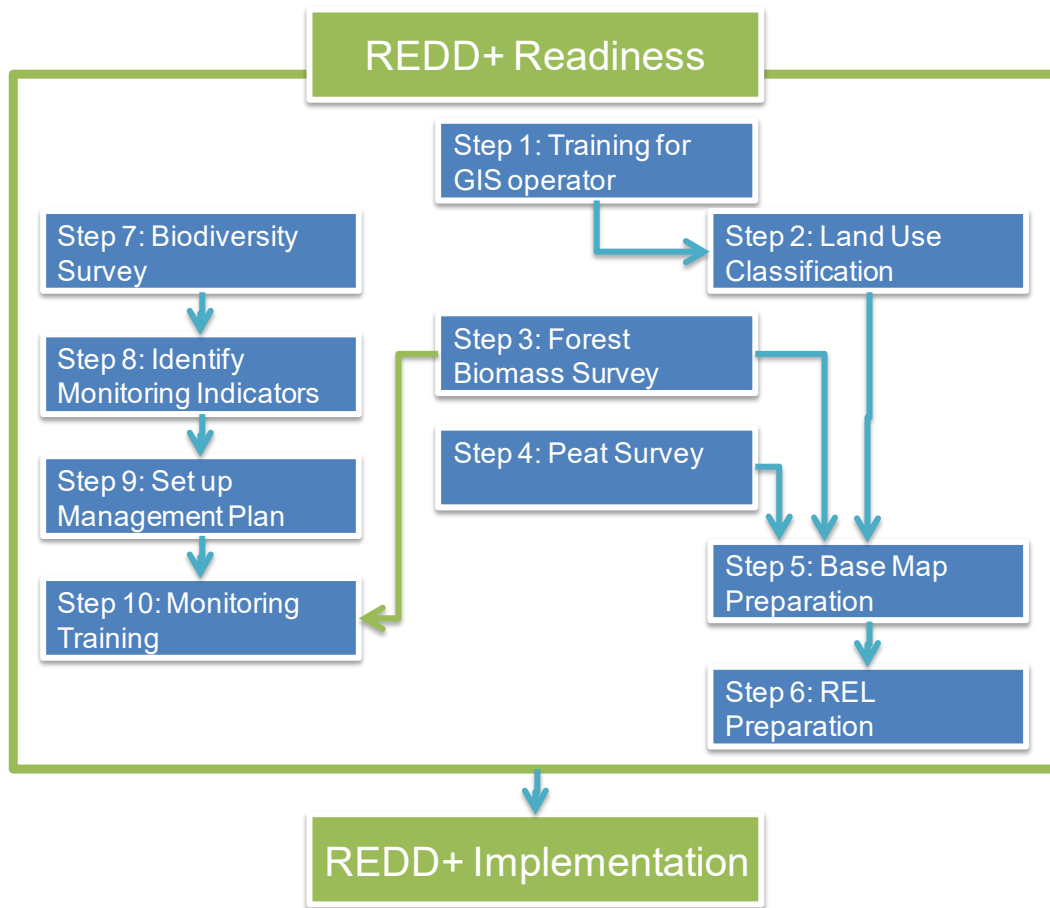 REDD+ Readiness
Step 1: Training for
GIS operator
Step 7: Biodiversity
Survey
Step 2: Land Use
Classification
Step 8: Identify
Monitoring Indicators
Step 3: Forest
Biomass Survey
Step 4: Peat Survey
Step 9: Set up
Management Plan
Step 5: Base Map
Preparation
Step 10: Monitoring
Training
Step 6: REL
Preparation
REDD+ Implementation